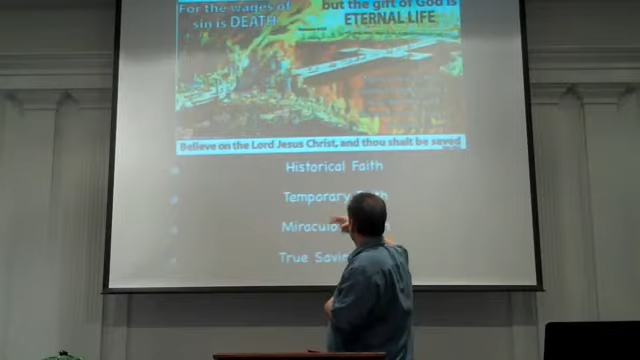 For the wages of
sin is DEATH
but the gift of God is
ETERNAL LIFE
Believe on the Lord Jesus Christ, and thou shalt be saved
Historical Faith
Temporary
True